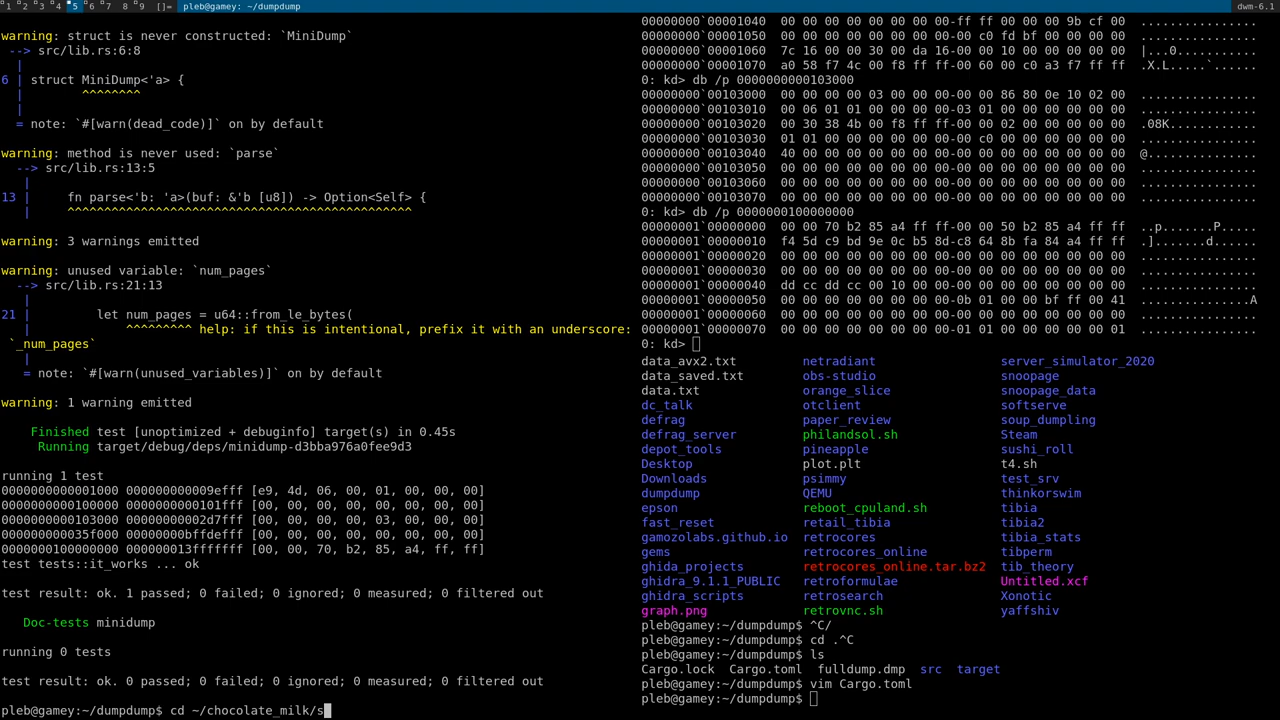 1 2 3 4 5 6 7 8 9 []= pleb@gamey: ~/dumpdump dwm-6.1
warning: struct is never constructed: `MiniDump`
--> src/lib.rs:6:8
|
6 | struct MiniDump<'a> {
| ^^^^^^^^
|
= note: `#[warn(dead_code)]` on by default
warning: method is never used: `parse`
--> src/lib.rs:13:5
|
13 | fn parse<'b: 'a>(buf: &'b [u8]) -> Option<Self> {
| ^^^^^^^^^^^^^^^^^^^^^^^^^^^^^^^^^^^^^^^^^^^^^^^
warning: 3 warnings emitted
warning: unused variable: `num_pages`
--> src/lib.rs:21:13
|
21 | let num_pages = u64::from_le_bytes(
| ^^^^^^^^^ help: if this is intentional, prefix it with an underscore:
`_num_pages`
|
= note: `#[warn(unused_variables)]` on by default
warning: 1 warning emitted
Finished test [unoptimized + debuginfo] target(s) in 0.45s
Running target/debug/deps/minidump-d3bba976a0fee9d3
running 1 test
0000000000001000 000000000009efff [e9, 4d, 06, 00, 01, 00, 00, 00]
0000000000100000 0000000000101fff [00, 00, 00, 00, 00, 00, 00, 00]
0000000000103000 00000000002d7fff [00, 00, 00, 00, 03, 00, 00, 00]
000000000035f000 00000000bffdefff [00, 00, 00, 00, 00, 00, 00, 00]
0000000100000000 000000013fffffff [00, 00, 70, b2, 85, a4, ff, ff]
test tests::it_works ... ok
test result: ok. 1 passed; 0 failed; 0 ignored; 0 measured; 0 filtered out
Doc-tests minidump
running 0 tests
test result: ok. 0 passed; 0 failed; 0 ignored; 0 measured; 0 filtered out
pleb@gamey:~/dumpdump$ cd ~/chocolate_milk/s
00000000`00001040 00 00 00 00 00 00 00 00-ff ff 00 00 00 9b cf 00 ................
00000000`00001050 00 00 00 00 00 00 00 00-00 c0 fd bf 00 00 00 00 ................
00000000`00001060 7c 16 00 00 30 00 da 16-00 00 10 00 00 00 00 00 |...0...........
00000000`00001070 a0 58 f7 4c 00 f8 ff ff-00 60 00 c0 a3 f7 ff ff .X.L.....`......
0: kd> db /p 0000000000103000
00000000`00103000 00 00 00 00 03 00 00 00-00 00 86 80 0e 10 02 00 ................
00000000`00103010 00 06 01 01 00 00 00 00-03 01 00 00 00 00 00 00 ................
00000000`00103020 00 30 38 4b 00 f8 ff ff-00 00 02 00 00 00 00 00 .08K............
00000000`00103030 01 01 00 00 00 00 00 00-00 c0 00 00 00 00 00 00 ................
00000000`00103040 40 00 00 00 00 00 00 00-00 00 00 00 00 00 00 00 @...............
00000000`00103050 00 00 00 00 00 00 00 00-00 00 00 00 00 00 00 00 ................
00000000`00103060 00 00 00 00 00 00 00 00-00 00 00 00 00 00 00 00 ................
00000000`00103070 00 00 00 00 00 00 00 00-00 00 00 00 00 00 00 00 ................
0: kd> db /p 0000000100000000
00000001`00000000 00 00 70 b2 85 a4 ff ff-00 00 50 b2 85 a4 ff ff ..p.......P.....
00000001`00000010 f4 5d c9 bd 9e 0c b5 8d-c8 64 8b fa 84 a4 ff ff .].......d......
00000001`00000020 00 00 00 00 00 00 00 00-00 00 00 00 00 00 00 00 ................
00000001`00000030 00 00 00 00 00 00 00 00-00 00 00 00 00 00 00 00 ................
00000001`00000040 dd cc dd cc 00 10 00 00-00 00 00 00 00 00 00 00 ................
00000001`00000050 00 00 00 00 00 00 00 00-0b 01 00 00 bf ff 00 41 ...............A
00000001`00000060 00 00 00 00 00 00 00 00-00 00 00 00 00 00 00 00 ................
00000001`00000070 00 00 00 00 00 00 00 00-01 01 00 00 00 00 00 01 ................
0: kd>
data_avx2.txt netradiant server_simulator_2020
data_saved.txt obs-studio snoopage
data.txt orange_slice snoopage_data
dc_talk otclient softserve
defrag paper_review soup_dumpling
defrag_server philandsol.sh Steam
depot_tools pineapple sushi_roll
Desktop plot.plt t4.sh
Downloads psimmy test_srv
dumpdump QEMU thinkorswim
epson reboot_cpuland.sh tibia
fast_reset retail_tibia tibia2
gamozolabs.github.io retrocores tibia_stats
gems retrocores_online tibperm
ghida_projects retrocores_online.tar.bz2 tib_theory
ghidra_9.1.1_PUBLIC retroformulae Untitled.xcf
ghidra_scripts retrosearch Xonotic
graph.png retrovnc.sh yaffshiv
pleb@gamey:~/dumpdump$ ^C/
pleb@gamey:~/dumpdump$ cd .^C
pleb@gamey:~/dumpdump$ ls
Cargo.lock Cargo.toml fulldump.dmp src target
pleb@gamey:~/dumpdump$ vim Cargo.toml
pleb@gamey:~/dumpdump$